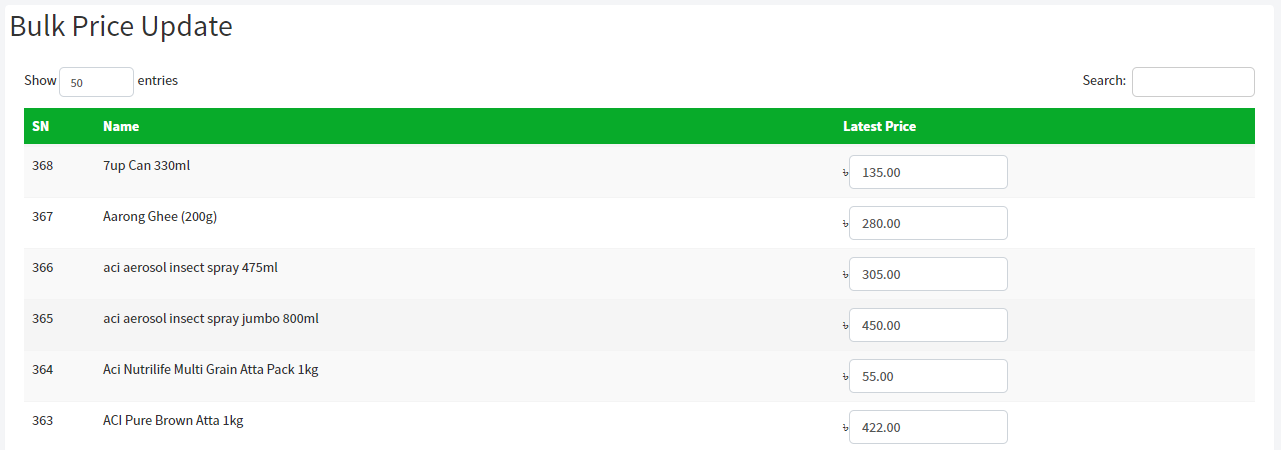 Bulk Price Update
Show 50 entries Search:
SN Name Latest Price
368 7up Can 330ml ৳ 135.00
367 Aarong Ghee (200g) ৳ 280.00
366 aci aerosol insect spray 475ml ৳ 305.00
365 aci aerosol insect spray jumbo 800ml ৳ 450.00
364 Aci Nutrilife Multi Grain Atta Pack 1kg ৳ 55.00
363 ACI Pure Brown Atta 1kg ৳ 422.00